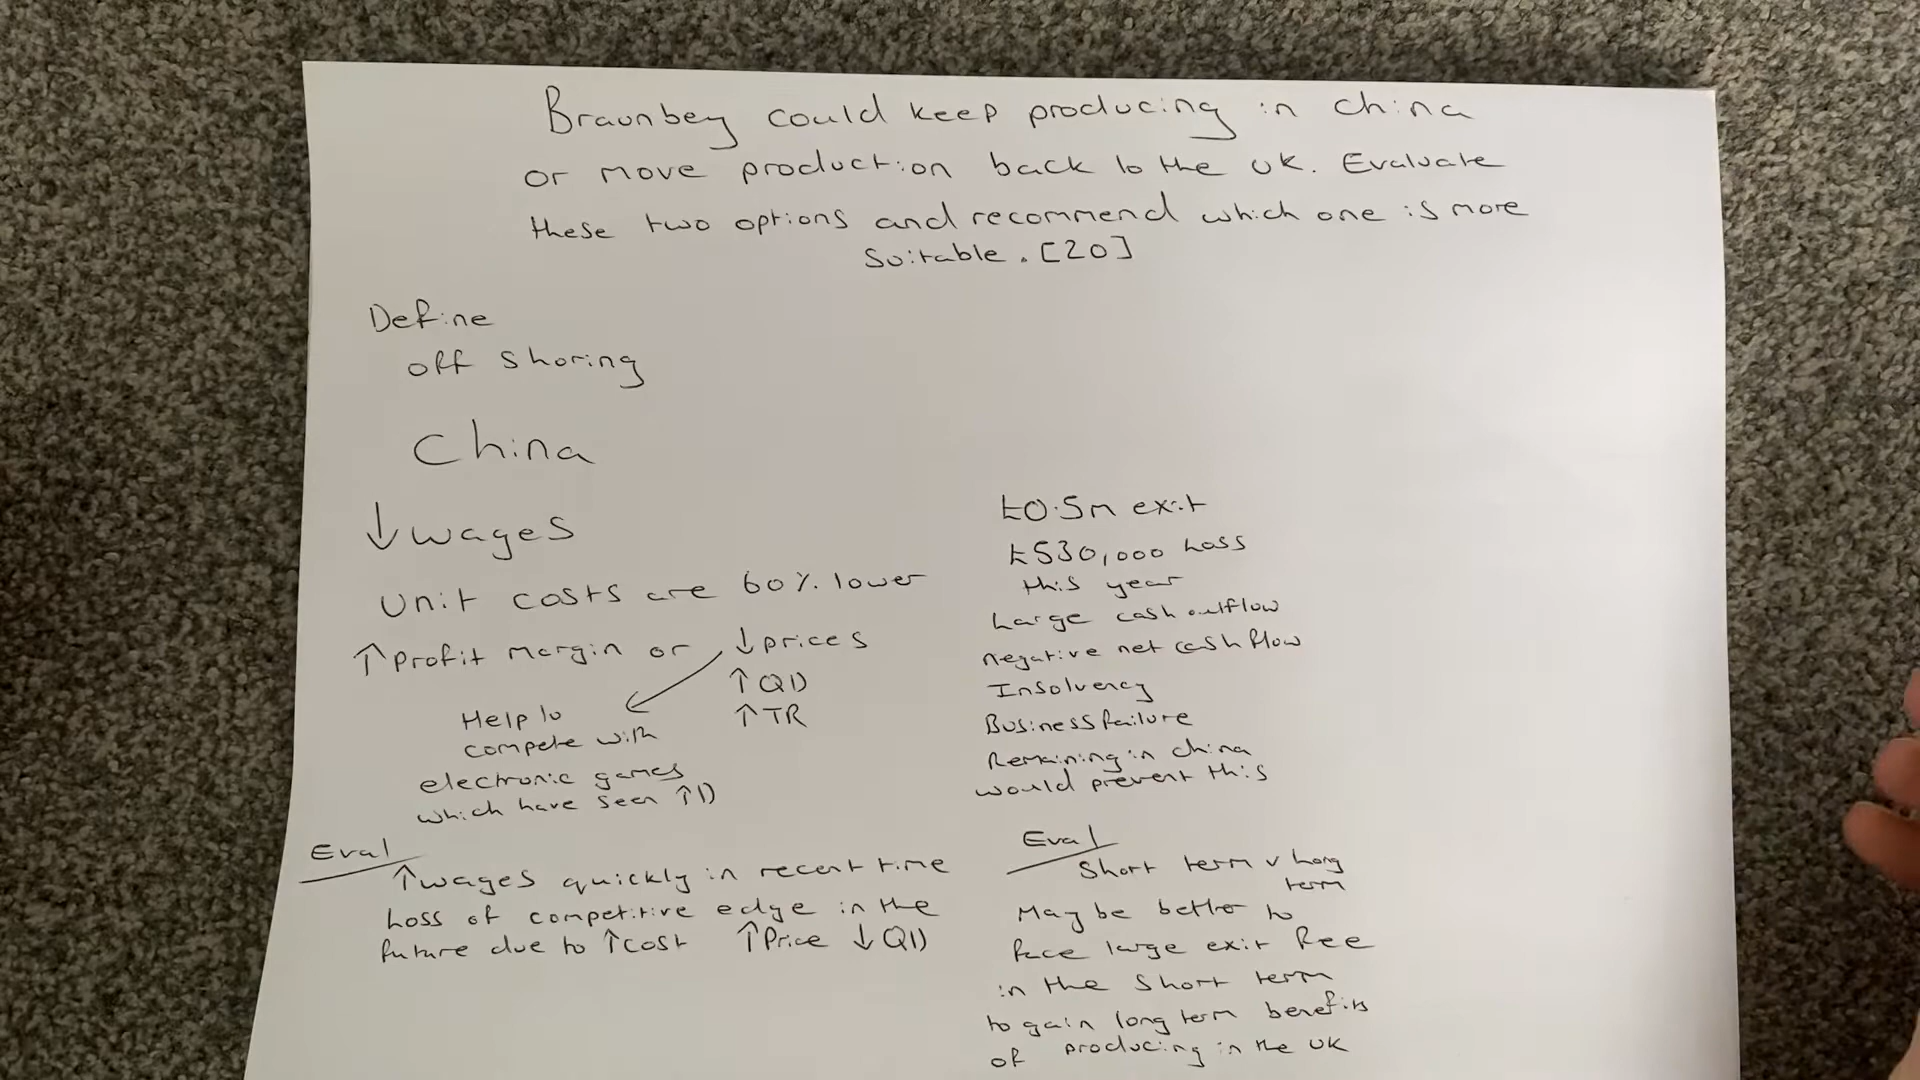 Braunbey could keep producing in china
or move production back to the UK. Evaluate
these two options and recommend which one is more
suitable. [20]
Define
off shoring
China
↓ wages
Unit costs are 60% lower
↑ Profit Margin or ↓ prices
↑ QD
↑ TR
Help to
compete with
electronic games
which have seen ↑D
Eval
↑wages quickly in recent time
Loss of competitive edge in the
future due to ↑cost ↑Price ↓QD
£0.5m exit
£530,000 Loss
this year
Large cash outflow
negative net cash flow
Insolvency
Business failure
Remaining in china
would prevent this
Eval
Short term v Long
term
May be better to
face large exit fee
in the short term
to gain long term benefits
of producing in the UK